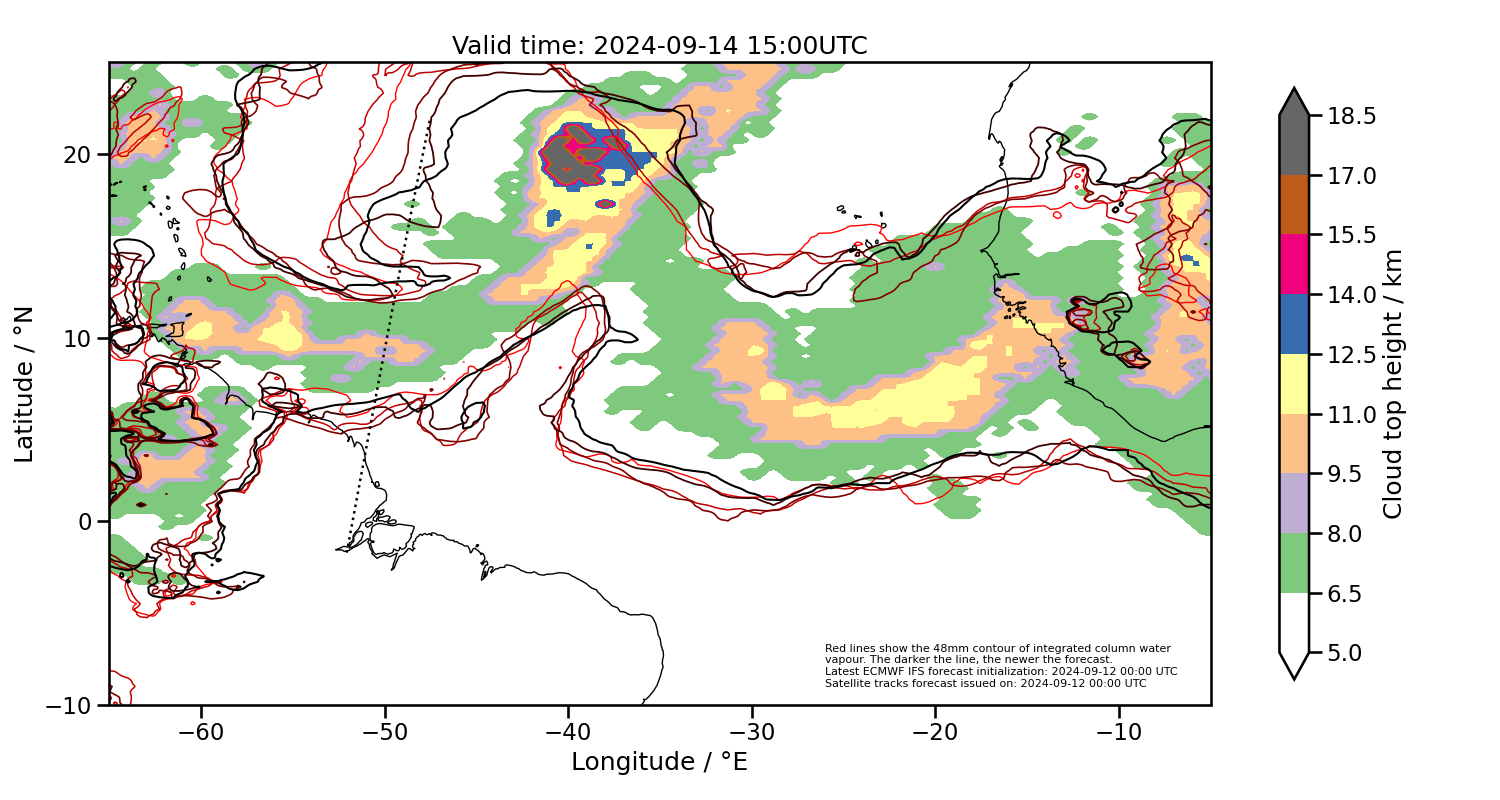 Valid time: 2024-09-14 15:00UTC
20
10
0
−10
Latitude / °N
−60
−50
−40
−30
−20
−10
Longitude / °E
Red lines show the 48mm contour of integrated column water
vapour. The darker the line, the newer the forecast.
Latest ECMWF IFS forecast initialization: 2024-09-12 00:00 UTC
Satellite tracks forecast issued on: 2024-09-12 00:00 UTC
18.5
17.0
15.5
14.0
12.5
11.0
9.5
8.0
6.5
5.0
Cloud top height / km